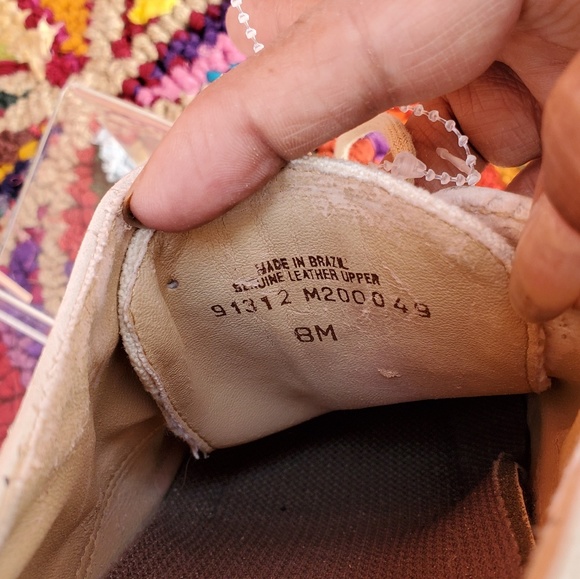 MADE IN BRAZIL
GENUINE LEATHER UPPER
91312 M200049
8M